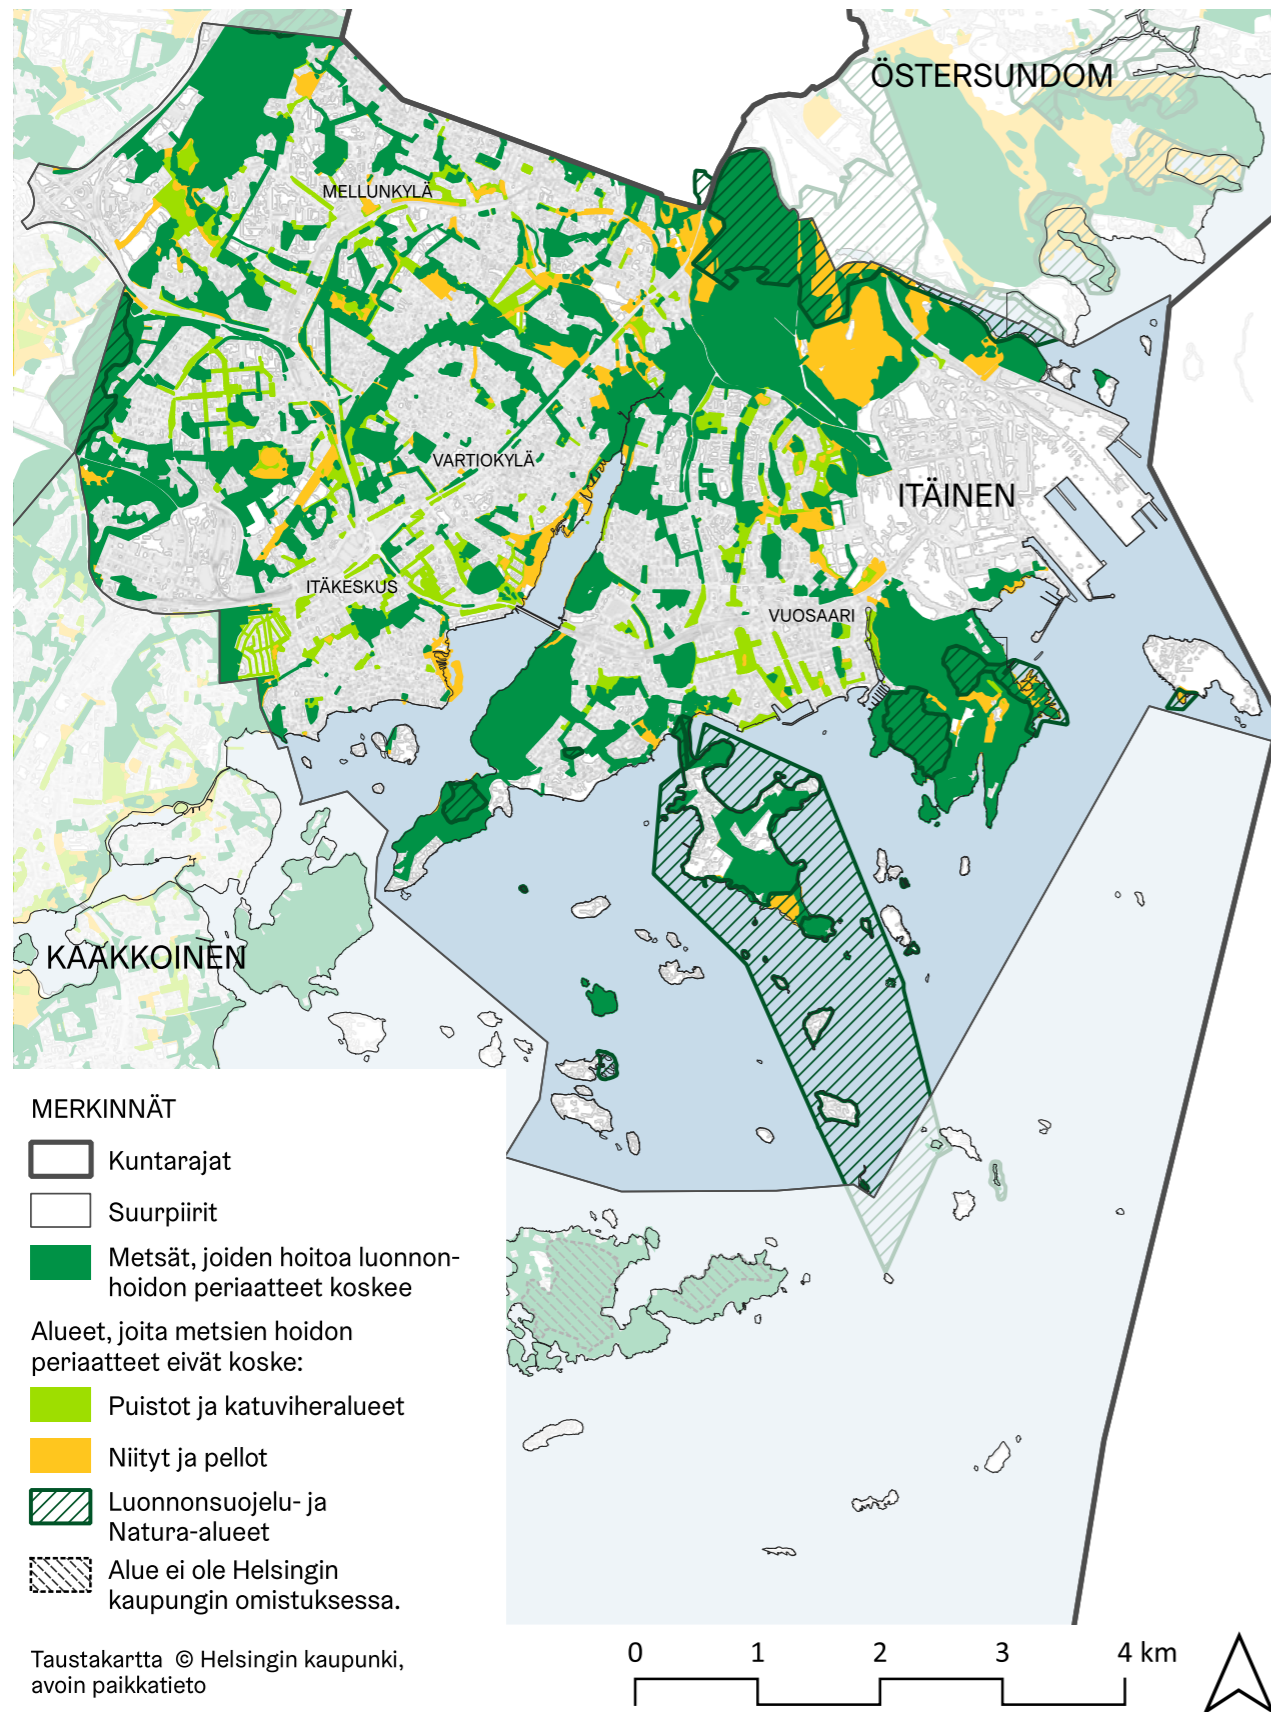 ÖSTERSUNDOM
MELLUNKYLÄ
VARTIOKYLÄ
ITÄINEN
ITÄKESKUS
VUOSAARI
KAAKKOINEN
MERKINNÄT
Kuntarajat
Suurpiirit
Metsät, joiden hoitoa luonnon-
hoidon periaatteet koskee
Alueet, joita metsien hoidon
periaatteet eivät koske:
Puistot ja katuviheralueet
Niityt ja pellot
Luonnonsuojelu- ja
Natura-alueet
Alue ei ole Helsingin
kaupungin omistuksessa.
Taustakartta © Helsingin kaupunki,
avoin paikkatieto
0 1 2 3 4 km